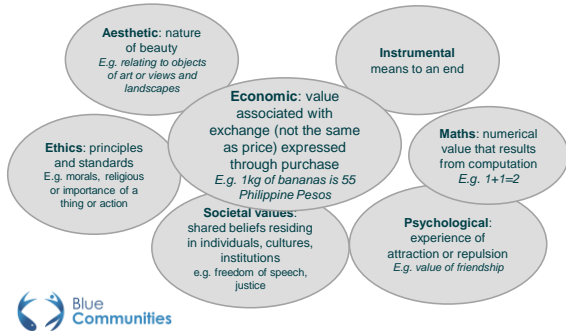 Aesthetic: nature
of beauty
E.g. relating to objects
of art or views and
landscapes
Instrumental
means to an end
Economic: value
associated with
exchange (not the same
as price) expressed
through purchase
E.g. 1kg of bananas is 55
Philippine Pesos
Ethics: principles
and standards
E.g. morals, religious
or importance of a
thing or action
Maths: numerical
value that results
from computation
E.g. 1+1=2
Societal values:
shared beliefs residing
in individuals, cultures,
institutions
e.g. freedom of speech,
justice
Psychological:
experience of
attraction or repulsion
E.g. value of friendship
Blue
Communities